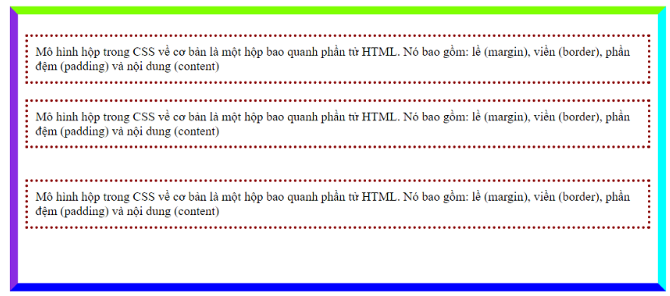 Mô hình hộp trong CSS về cơ bản là một hộp bao quanh phần tử HTML. Nó bao gồm: lề (margin), viền (border), phần
đệm (padding) và nội dung (content)
Mô hình hộp trong CSS về cơ bản là một hộp bao quanh phần tử HTML. Nó bao gồm: lề (margin), viền (border), phần
đệm (padding) và nội dung (content)
Mô hình hộp trong CSS về cơ bản là một hộp bao quanh phần tử HTML. Nó bao gồm: lề (margin), viền (border), phần
đệm (padding) và nội dung (content)